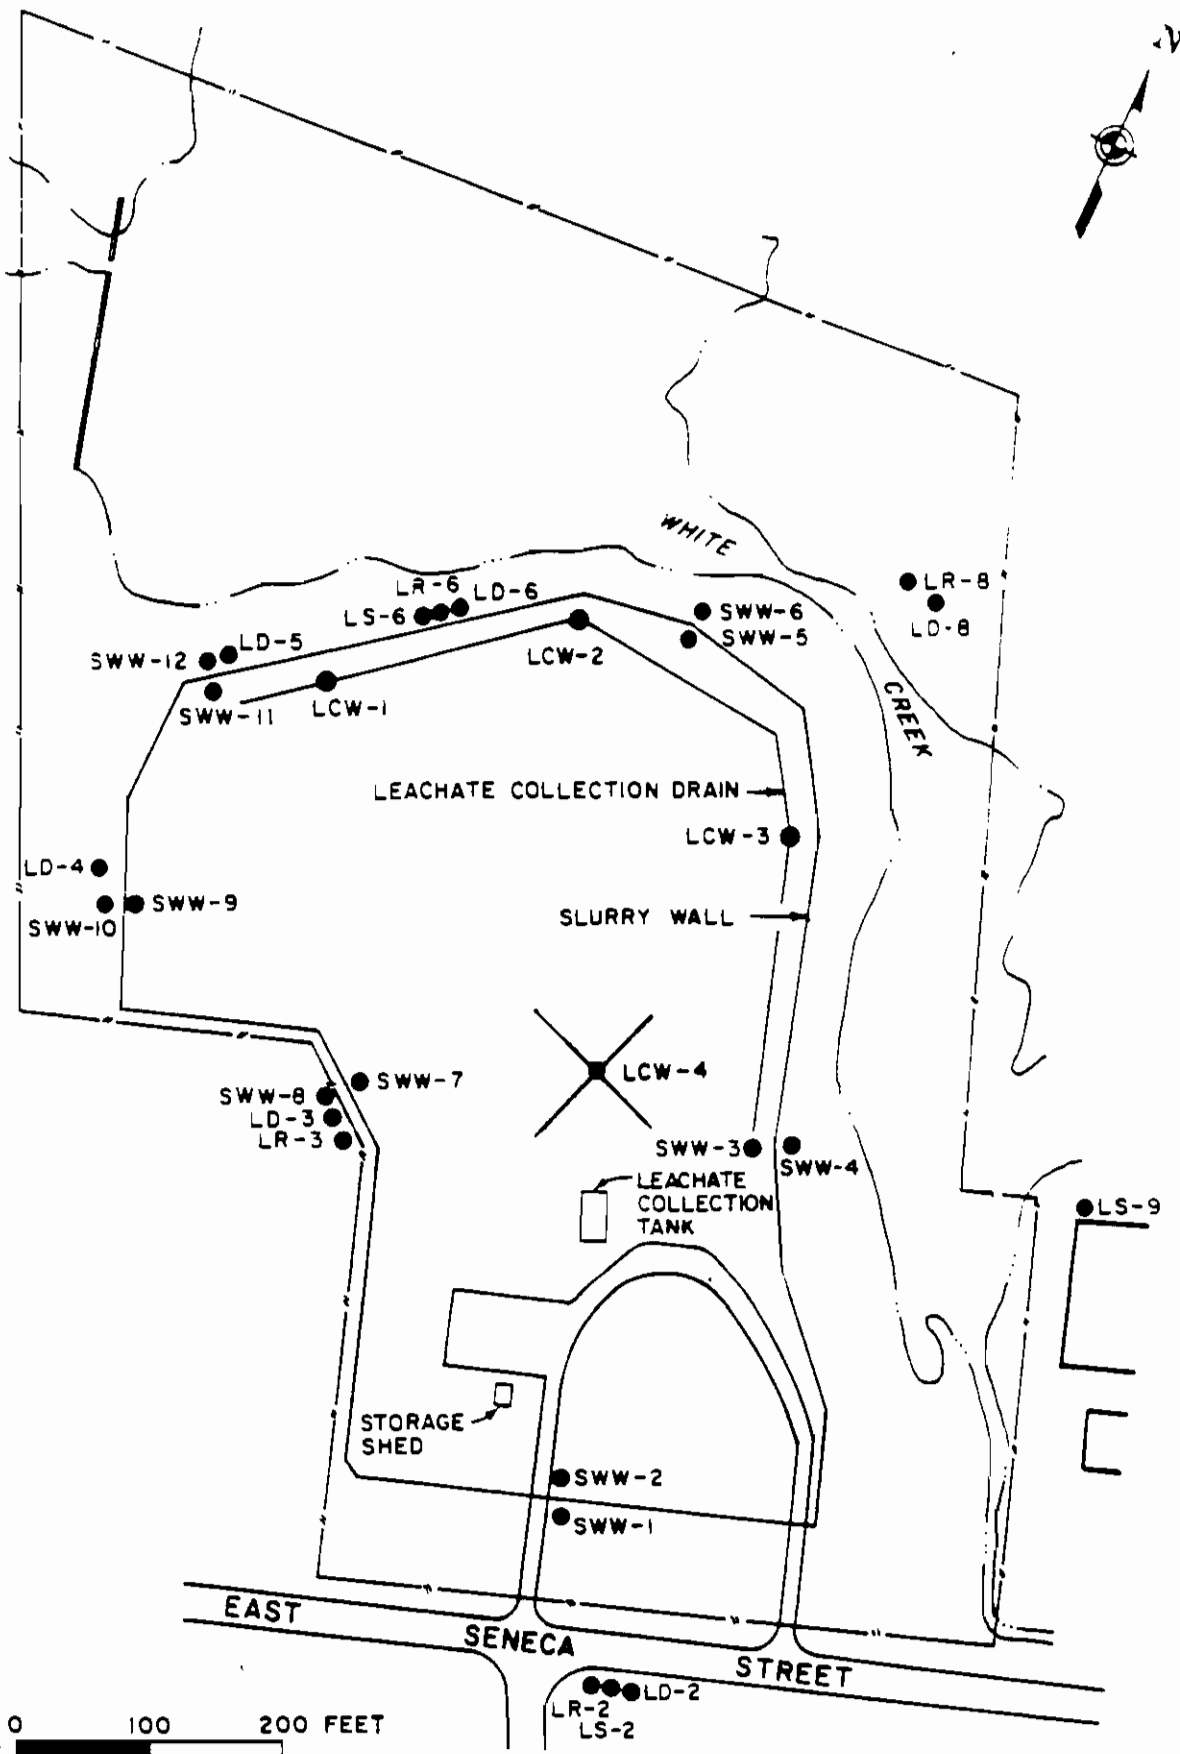 N
WHITE
CREEK
LR-6
LD-6
LS-6
LR-8
LD-8
SWW-6
SWW-5
LD-5
SWW-12
SWW-11
LCW-1
LCW-2
LEACHATE COLLECTION DRAIN
LCW-3
LD-4
SWW-9
SWW-10
SLURRY WALL
LCW-4
SWW-7
SWW-8
LD-3
LR-3
SWW-3
SWW-4
LEACHATE
COLLECTION
TANK
LS-9
STORAGE
SHED
SWW-2
SWW-1
EAST SENECA STREET
LD-2
LR-2
LS-2
0 100 200 FEET